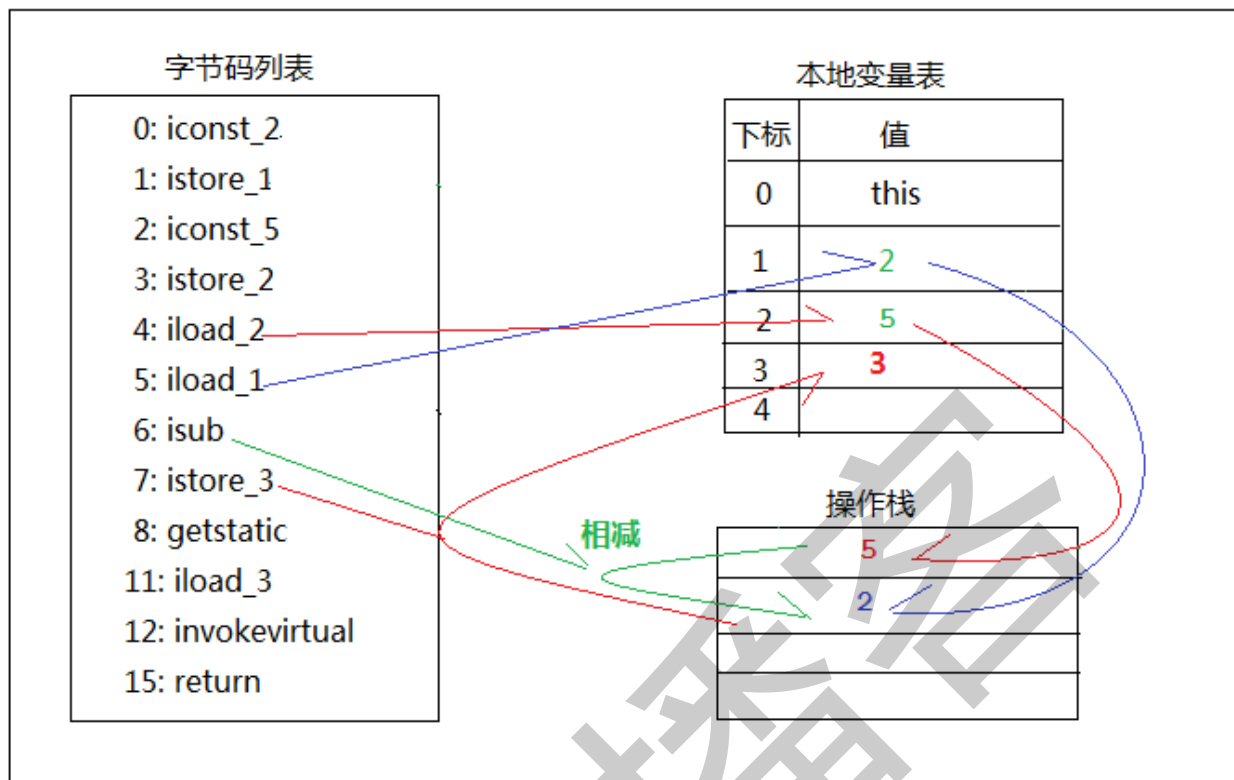 字节码列表
0: iconst_2
1: istore_1
2: iconst_5
3: istore_2
4: iload_2
5: iload_1
6: isub
7: istore_3
8: getstatic
11: iload_3
12: invokevirtual
15: return
本地变量表
下标 值
0 this
1 2
2 5
3 3
4
相减
操作栈
5
2
播客